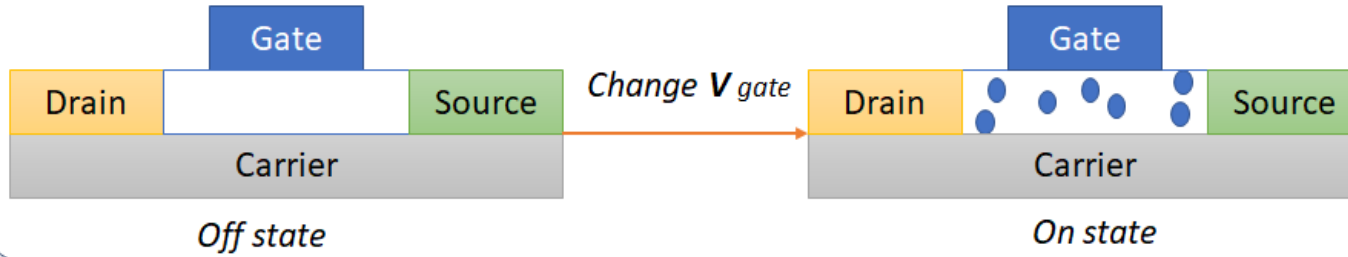 Gate
Gate
Drain
Source
Change V gate
Drain
Source
Carrier
Carrier
Off state
On state